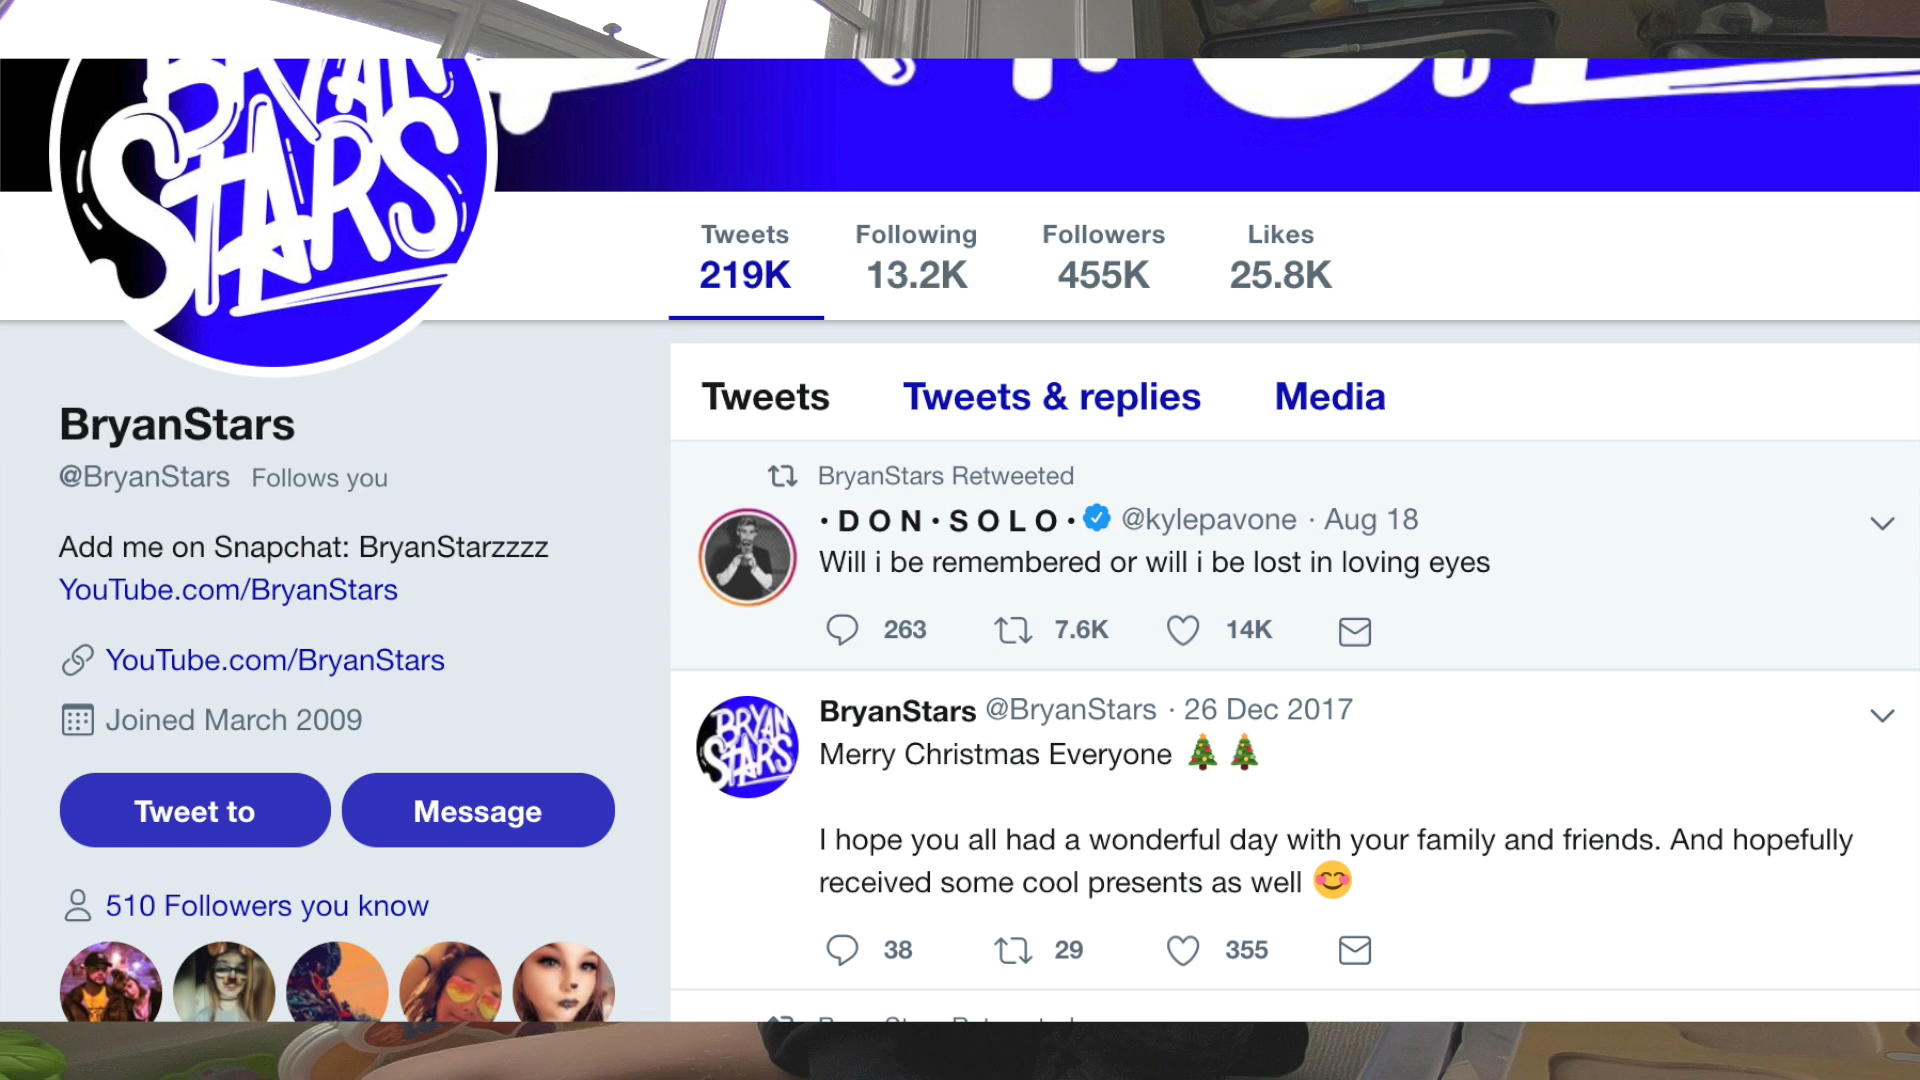 BRYAN
STARS
Tweets
219K
Following
13.2K
Followers
455K
Likes
25.8K
BryanStars
@BryanStars Follows you
Add me on Snapchat: BryanStarzzzz
YouTube.com/BryanStars
YouTube.com/BryanStars
Joined March 2009
Tweet to
Message
510 Followers you know
Tweets
Tweets & replies
Media
BryanStars Retweeted
• D O N • S O L O • @kylepavone · Aug 18
Will i be remembered or will i be lost in loving eyes
263 7.6K 14K
BRYAN
STARS
BryanStars @BryanStars · 26 Dec 2017
Merry Christmas Everyone 🎄 🎄
I hope you all had a wonderful day with your family and friends. And hopefully
received some cool presents as well 😊
38 29 355